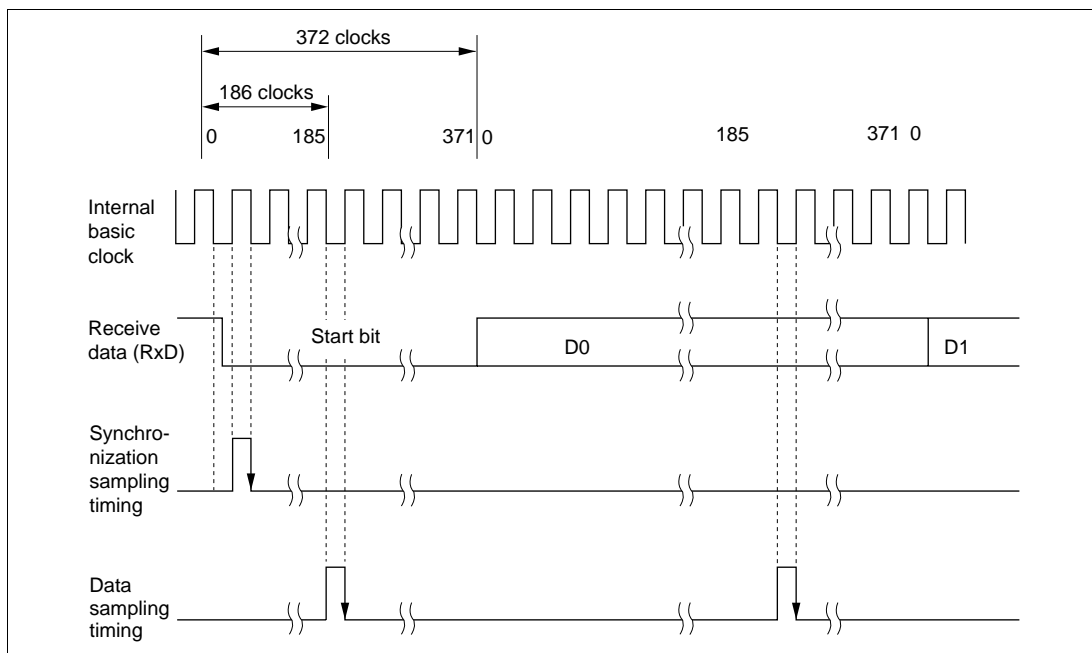 372 clocks
186 clocks
0 185 371 0 185 371 0
Internal
basic
clock
Receive
data (RxD)
Start bit
D0
D1
Synchro-
nization
sampling
timing
Data
sampling
timing